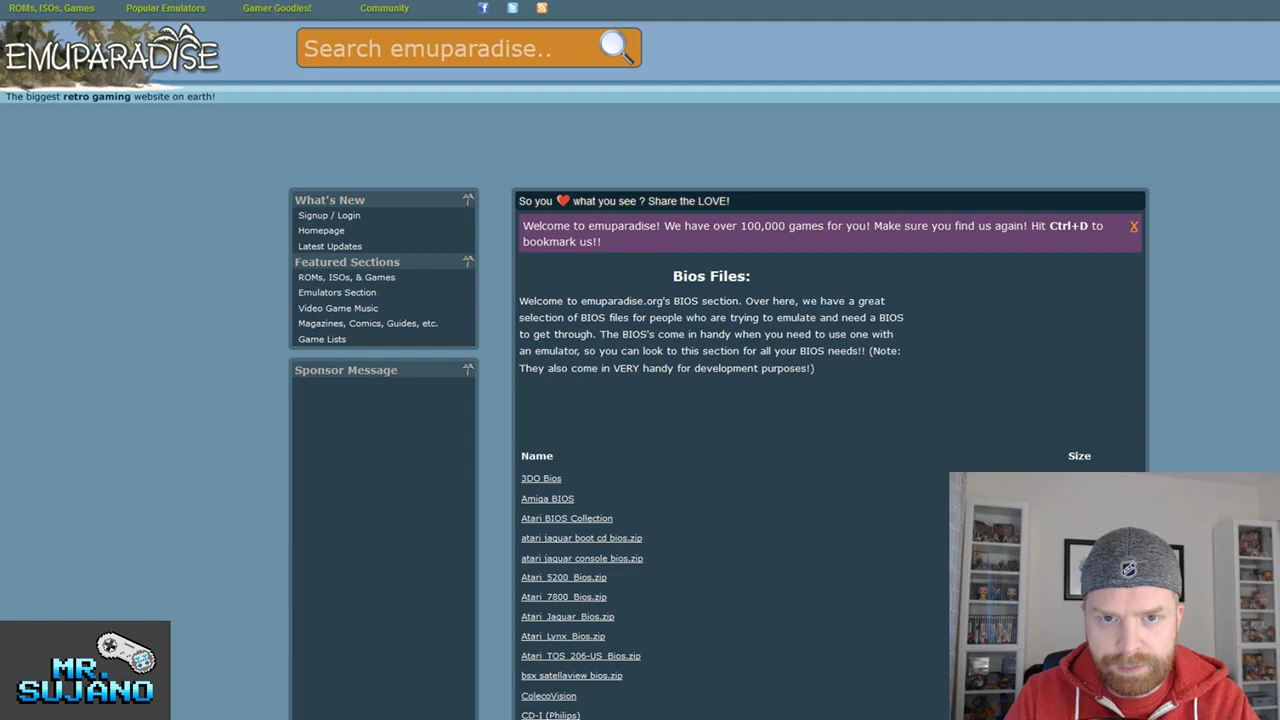 ROMs, ISOs, Games
Popular Emulators
Gamer Goodies!
Community
EMUPARADISE
Search emuparadise..
The biggest retro gaming website on earth!
What's New
Signup / Login
Homepage
Latest Updates
Featured Sections
ROMs, ISOs, & Games
Emulators Section
Video Game Music
Magazines, Comics, Guides, etc.
Game Lists
Sponsor Message
So you ❤ what you see ? Share the LOVE!
Welcome to emuparadise! We have over 100,000 games for you! Make sure you find us again! Hit Ctrl+D to
bookmark us!!
X
Bios Files:
Welcome to emuparadise.org's BIOS section. Over here, we have a great
selection of BIOS files for people who are trying to emulate and need a BIOS
to get through. The BIOS's come in handy when you need to use one with
an emulator, so you can look to this section for all your BIOS needs!! (Note:
They also come in VERY handy for development purposes!)
Name
Size
3DO Bios
Amiga BIOS
Atari BIOS Collection
atari jaguar boot cd bios.zip
atari jaguar console bios.zip
Atari_5200_Bios.zip
Atari_7800_Bios.zip
Atari_Jaguar_Bios.zip
Atari_Lynx_Bios.zip
Atari_TOS_206-US_Bios.zip
bsx satellaview bios.zip
ColecoVision
CD-I (Philips)
MR.
SUJANO